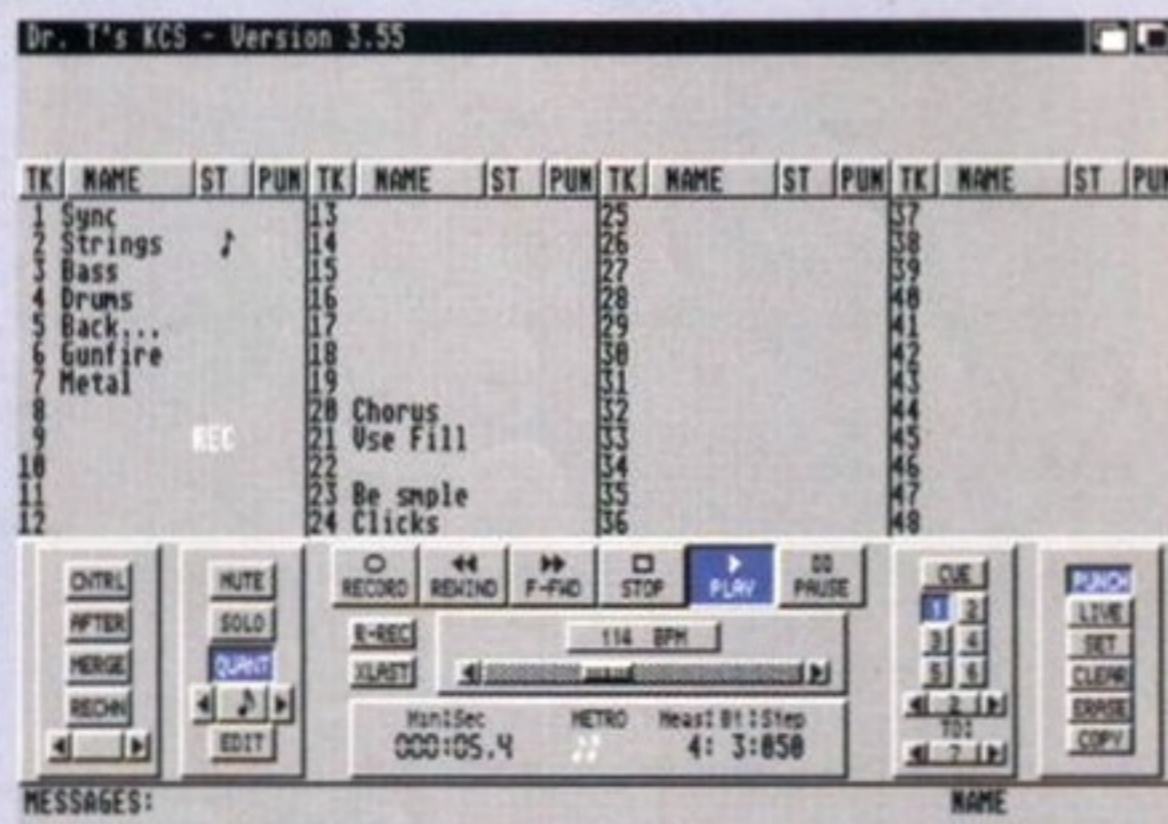 Dr. T's KCS - Version 3.55
TK NAME ST PUN TK NAME ST PUN TK NAME ST PUN TK NAME ST PUN
1 Sync 13 25 37
2 Strings ♪ 14 26 38
3 Bass 15 27 39
4 Drums 16 28 40
5 Back... 17 29 41
6 Gunfire 18 30 42
7 Metal 19 31 43
8 20 Chorus 32 44
9 REC 21 Vse Fill 33 45
10 22 34 46
11 23 Be smple 35 47
12 24 Clicks 36 48
CNTRL MUTE RECORD REWIND F-FWD STOP PLAY PAUSE CUE PUNCH
AFTER SOLO R-REC 114 BPM 1 2 LIVE
MERGE QUANT XLAST 3 4 SET
RECHN ♪ 5 6 CLEAR
EDIT Min:Sec METRO Meas: Bt:Step 2 ERASE
000:05.4 4: 3:050 TO: COPY
7
MESSAGES: NAME